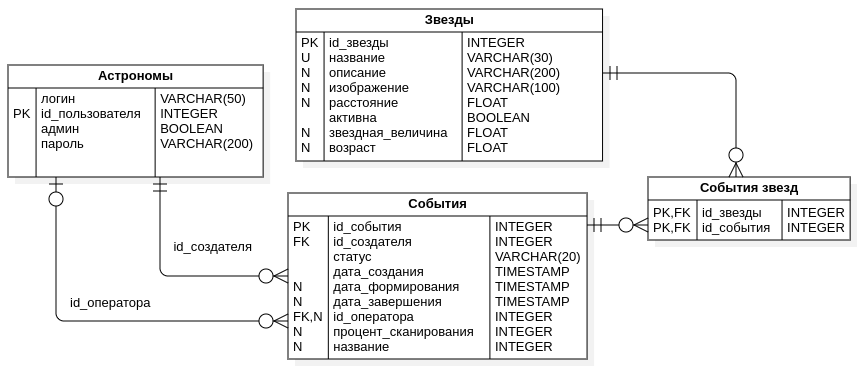 Звезды
PK id_звезды INTEGER
U название VARCHAR(30)
N описание VARCHAR(200)
N изображение VARCHAR(100)
N расстояние FLOAT
активна BOOLEAN
N звездная_величина FLOAT
N возраст FLOAT
Астрономы
логин VARCHAR(50)
PK id_пользователя INTEGER
админ BOOLEAN
пароль VARCHAR(200)
События звезд
PK,FK id_звезды INTEGER
PK,FK id_события INTEGER
События
PK id_события INTEGER
FK id_создателя INTEGER
статус VARCHAR(20)
дата_создания TIMESTAMP
N дата_формирования TIMESTAMP
N дата_завершения TIMESTAMP
FK,N id_оператора INTEGER
N процент_сканирования INTEGER
N название INTEGER
id_создателя
id_оператора